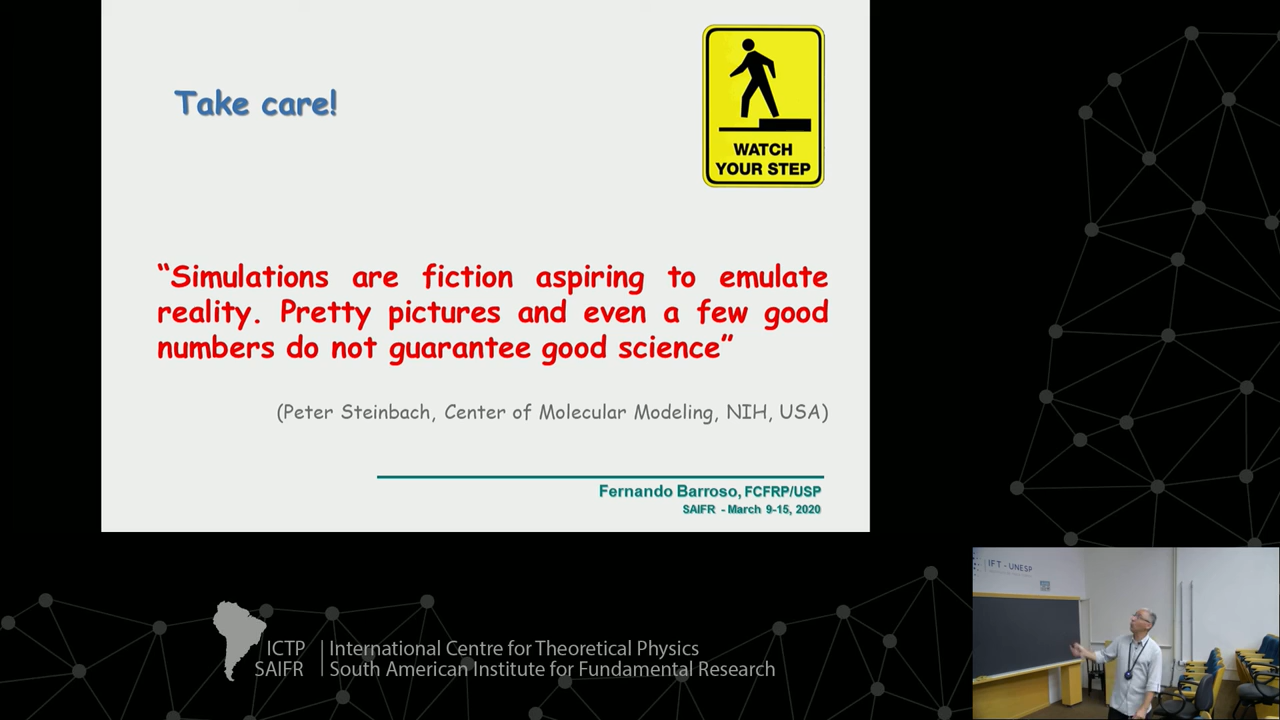 Take care!
WATCH
YOUR STEP
“Simulations are fiction aspiring to emulate
reality. Pretty pictures and even a few good
numbers do not guarantee good science”
(Peter Steinbach, Center of Molecular Modeling, NIH, USA)
Fernando Barroso, FCFRP/USP
SAIFR - March 9-15, 2020
IFT - UNESP
ICTP
SAIFR
International Centre for Theoretical Physics
South American Institute for Fundamental Research